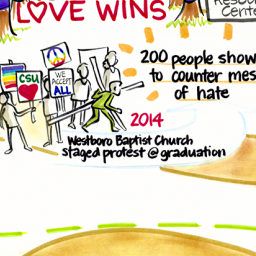 LOVE WINS
Resou
Cente
200 people show
to counter mes
of hate
CSU
WE
ACCEPT
ALL
2014
Westboro Baptist Church
staged protest @ graduation